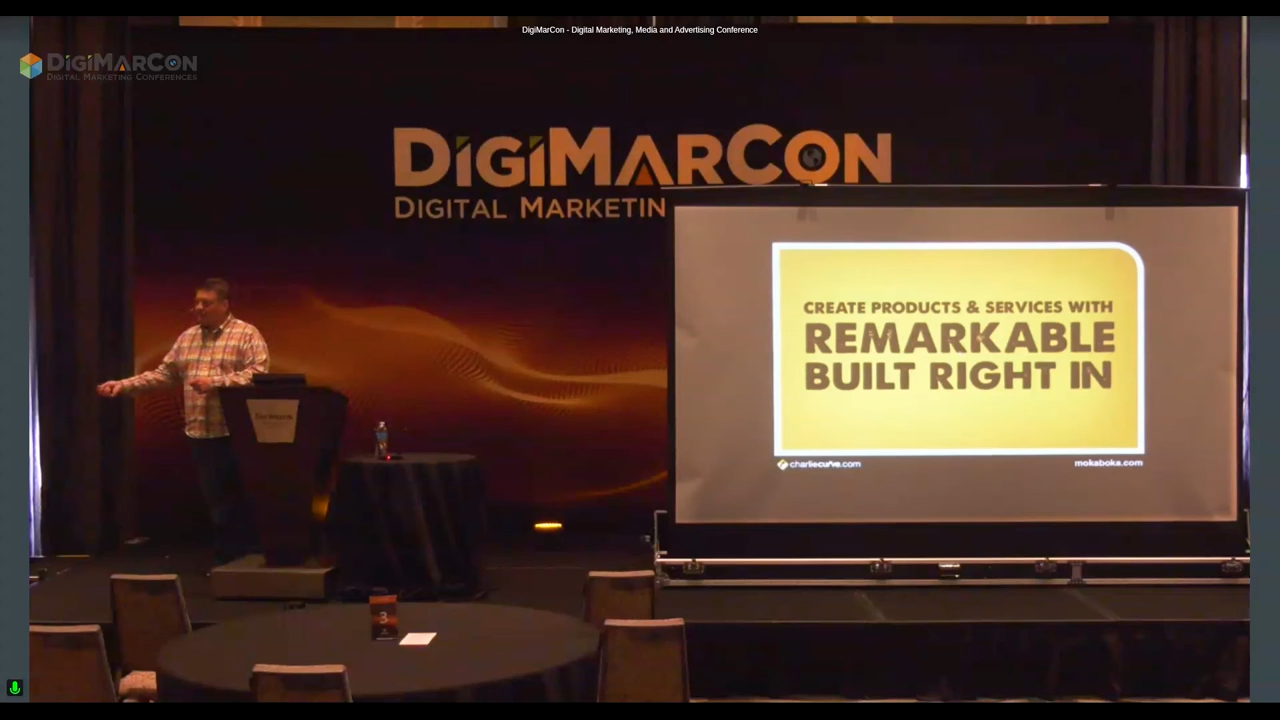 DigiMarCon - Digital Marketing, Media and Advertising Conference
DIGIMARCON
DIGITAL MARKETING CONFERENCES
DIGIMARCON
DIGITAL MARKETIN
CREATE PRODUCTS & SERVICES WITH
REMARKABLE
BUILT RIGHT IN
charliecurve.com
mokaboka.com
3